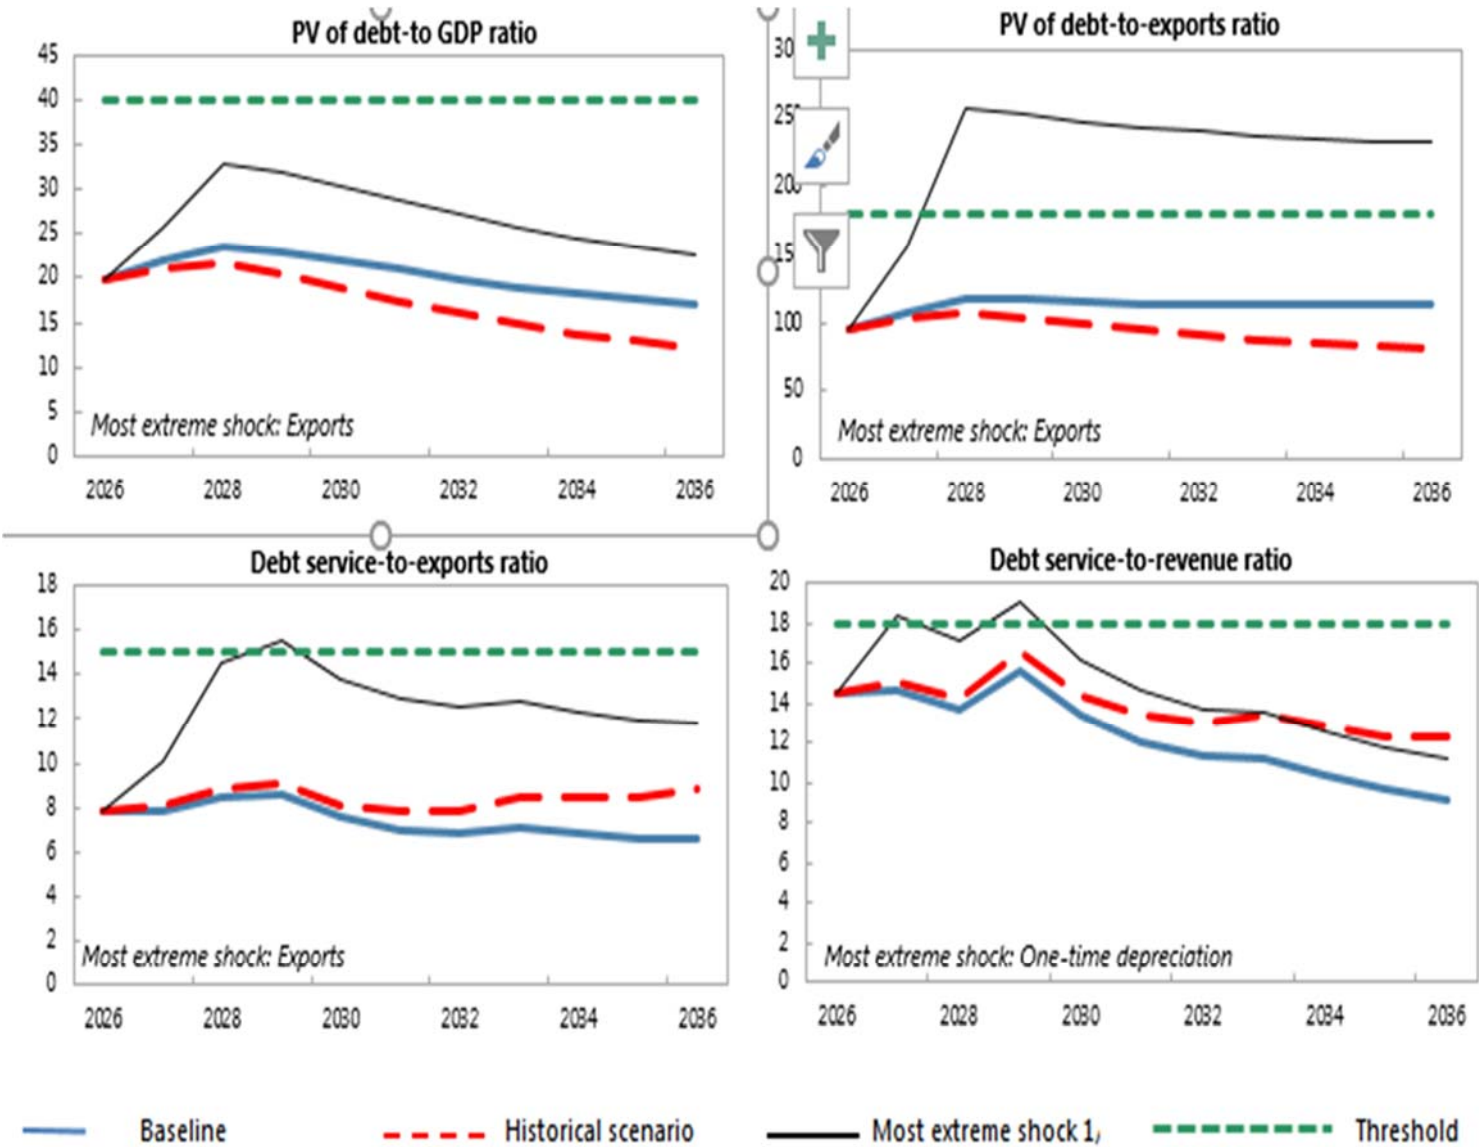 PV of debt-to GDP ratio
45
40
35
30
25
20
15
10
5
0
Most extreme shock: Exports
2026 2028 2030 2032 2034 2036
PV of debt-to-exports ratio
30
25
20
15
100
50
0
Most extreme shock: Exports
2026 2028 2030 2032 2034 2036
Debt service-to-exports ratio
18
16
14
12
10
8
6
4
2
0
Most extreme shock: Exports
2026 2028 2030 2032 2034 2036
Debt service-to-revenue ratio
20
18
16
14
12
10
8
6
4
2
0
Most extreme shock: One-time depreciation
2026 2028 2030 2032 2034 2036
Baseline Historical scenario Most extreme shock 1/ Threshold